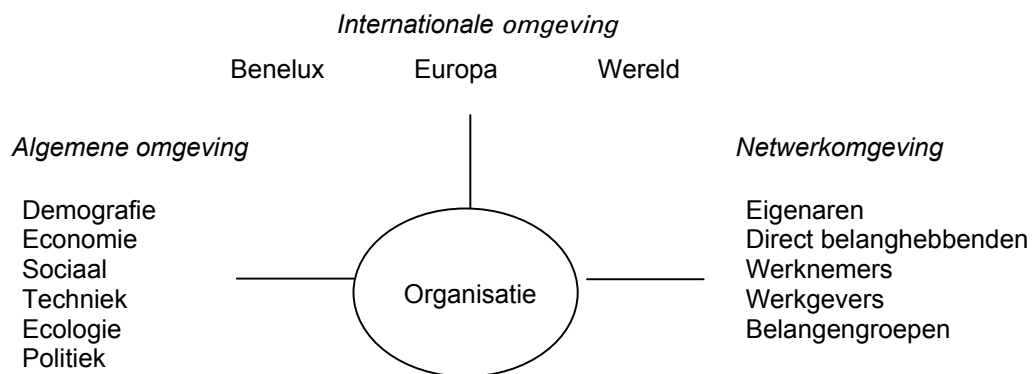 Internationale omgeving
Benelux Europa Wereld
Algemene omgeving
Demografie
Economie
Sociaal
Techniek
Ecologie
Politiek
Organisatie
Netwerkomgeving
Eigenaren
Direct belanghebbenden
Werknemers
Werkgevers
Belangengroepen